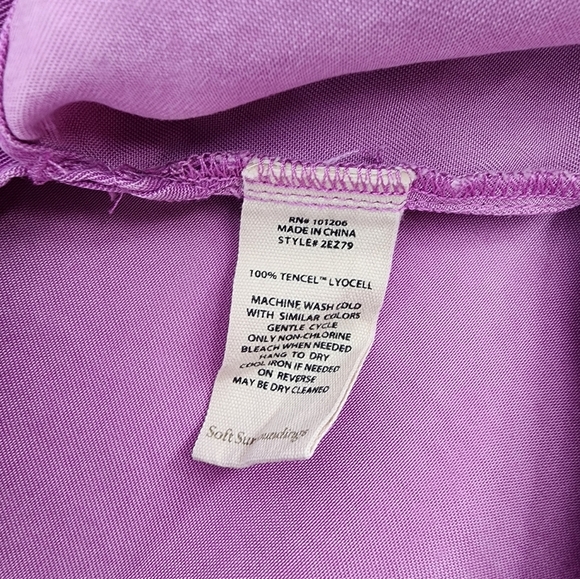 RN# 101206
MADE IN CHINA
STYLE# 2EZ79
100% TENCEL™ LYOCELL
MACHINE WASH COLD
WITH SIMILAR COLORS
GENTLE CYCLE
ONLY NON-CHLORINE
BLEACH WHEN NEEDED
HANG TO DRY
COOL IRON IF NEEDED
ON REVERSE
MAY BE DRY CLEANED
Soft Surroundings